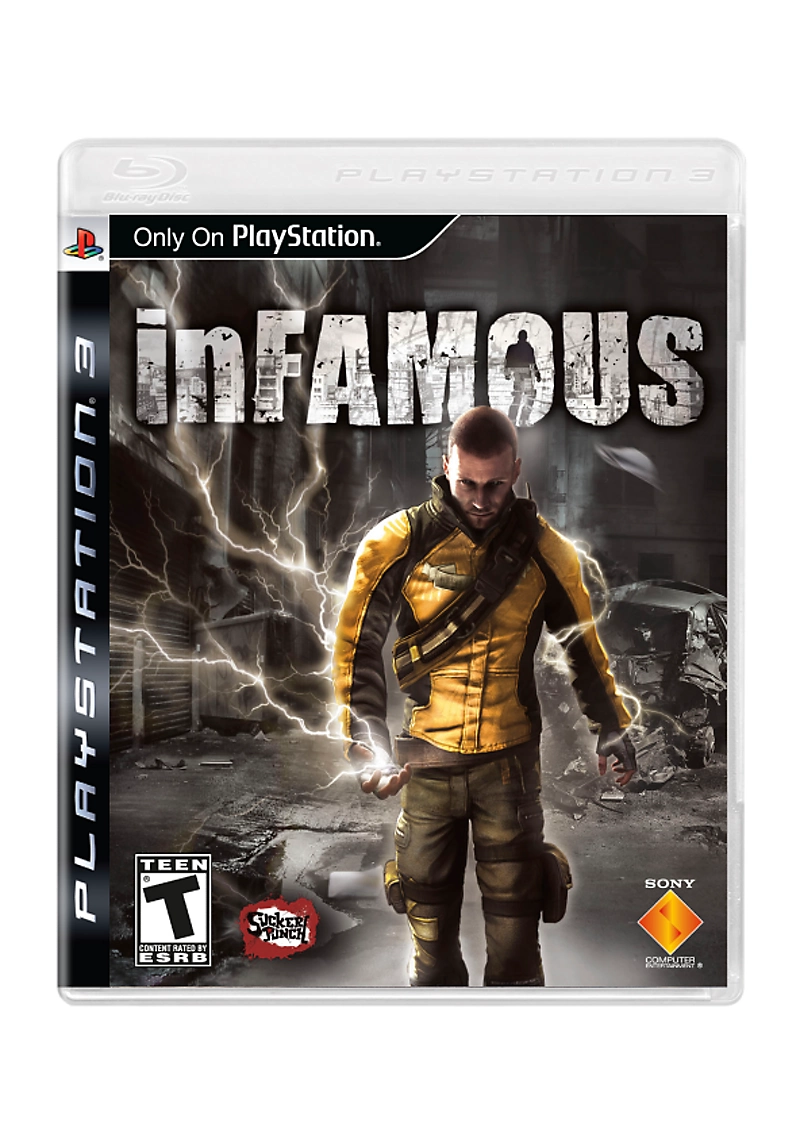 Blu-ray Disc
PLAYSTATION 3
Only On PlayStation®
PLAYSTATION® 3
inFAMOUS
TEEN
T
CONTENT RATED BY
ESRB
SUCKER
PUNCH
SONY
COMPUTER
ENTERTAINMENT®